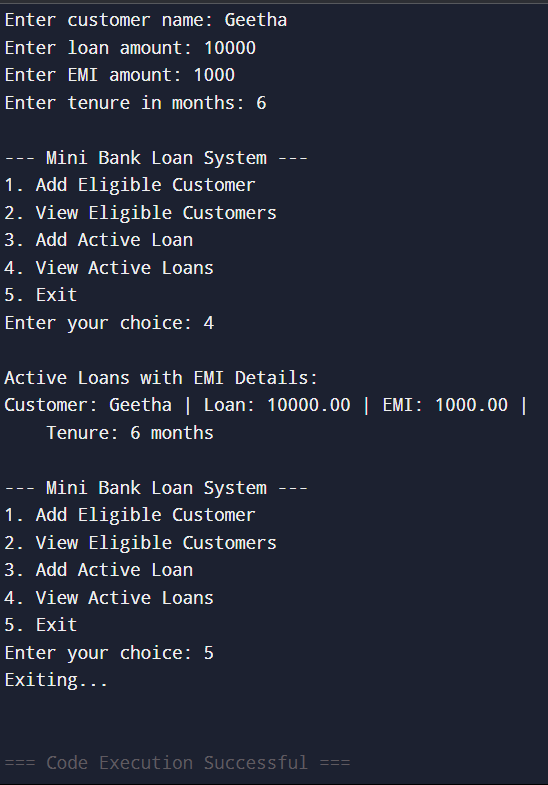 Enter customer name: Geetha
Enter loan amount: 10000
Enter EMI amount: 1000
Enter tenure in months: 6
--- Mini Bank Loan System ---
1. Add Eligible Customer
2. View Eligible Customers
3. Add Active Loan
4. View Active Loans
5. Exit
Enter your choice: 4
Active Loans with EMI Details:
Customer: Geetha | Loan: 10000.00 | EMI: 1000.00 |
Tenure: 6 months
--- Mini Bank Loan System ---
1. Add Eligible Customer
2. View Eligible Customers
3. Add Active Loan
4. View Active Loans
5. Exit
Enter your choice: 5
Exiting...
=== Code Execution Successful ===